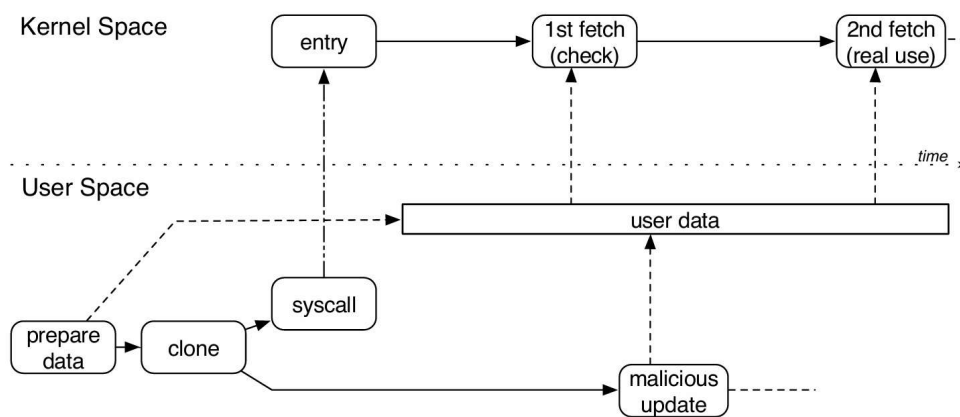 Kernel Space
entry
1st fetch
(check)
2nd fetch
(real use)
time
User Space
user data
syscall
prepare
data
clone
malicious
update